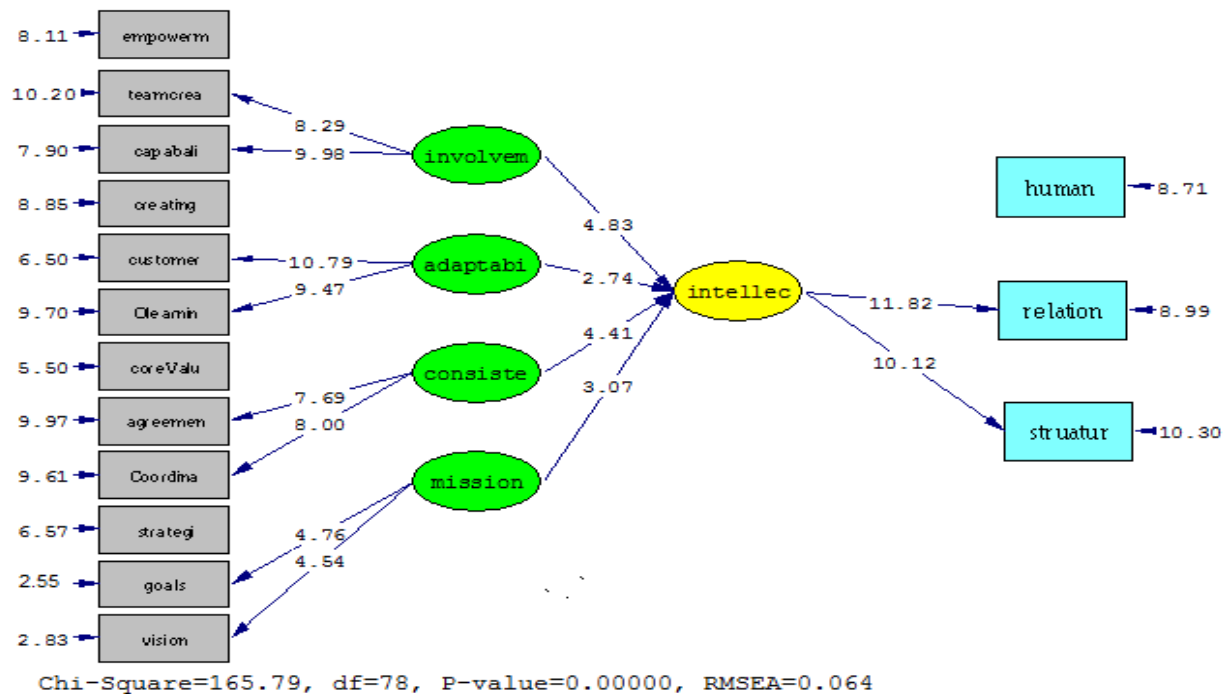 8.11 empowerm
10.20 teamcrea
8.29
7.90 capabali
9.98
involvem
human 8.71
8.85 creating
4.83
6.50 customer
10.79
adaptabi
2.74
9.47
intellec
11.82
9.70 Olearnin
relation 8.99
4.41
10.12
5.50 coreValu
consiste
3.07
7.69
9.97 agreemen
8.00
struatur 10.30
9.61 Coordina
mission
6.57 strategi
4.76
4.54
2.55 goals
2.83 vision
Chi-Square=165.79, df=78, P-value=0.00000, RMSEA=0.064